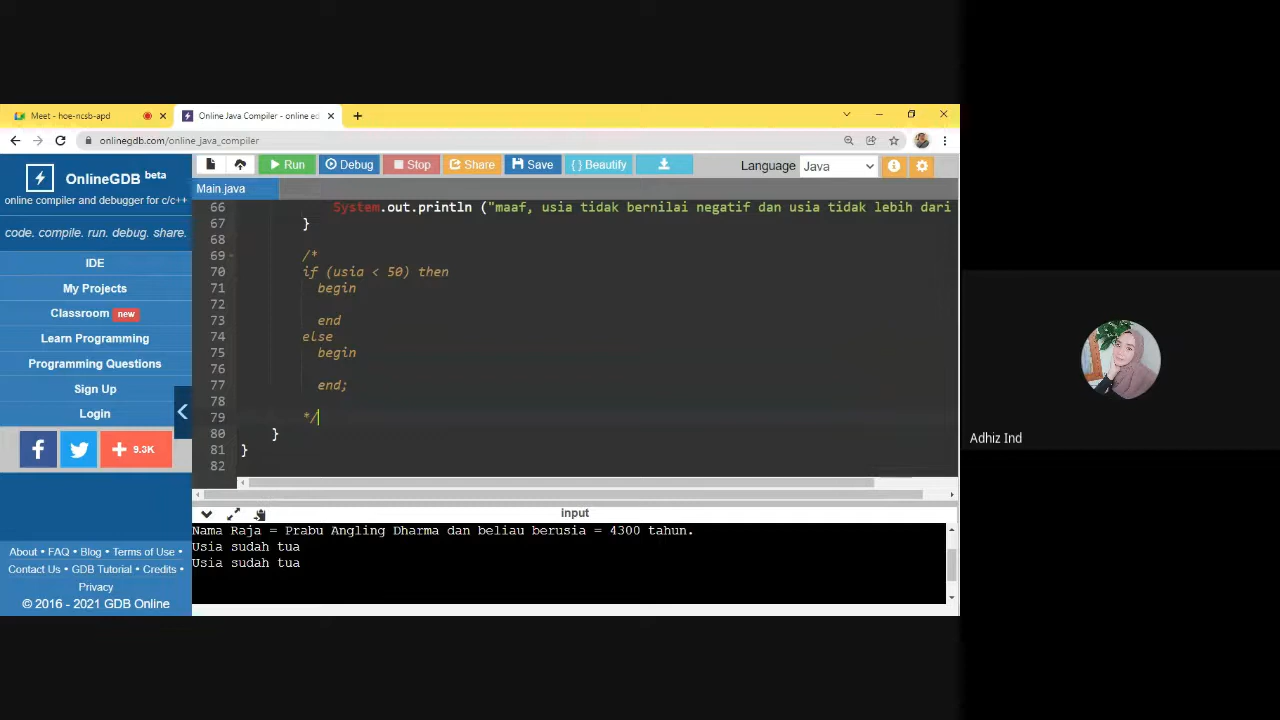 Meet - hoe-ncsb-apd
Online Java Compiler - online ed
onlinegdb.com/online_java_compiler
OnlineGDB beta
online compiler and debugger for c/c++
code. compile. run. debug. share.
IDE
My Projects
Classroom new
Learn Programming
Programming Questions
Sign Up
Login
9.3K
About • FAQ • Blog • Terms of Use •
Contact Us • GDB Tutorial • Credits •
Privacy
© 2016 - 2021 GDB Online
Run Debug Stop Share Save { } Beautify Language Java
Main.java
66 System.out.println ("maaf, usia tidak bernilai negatif dan usia tidak lebih dari
67 }
68
69 /*
70 if (usia < 50) then
71 begin
72
73 end
74 else
75 begin
76
77 end;
78
79 */
80 }
81 }
82
input
Nama Raja = Prabu Angling Dharma dan beliau berusia = 4300 tahun.
Usia sudah tua
Usia sudah tua
Adhiz Ind